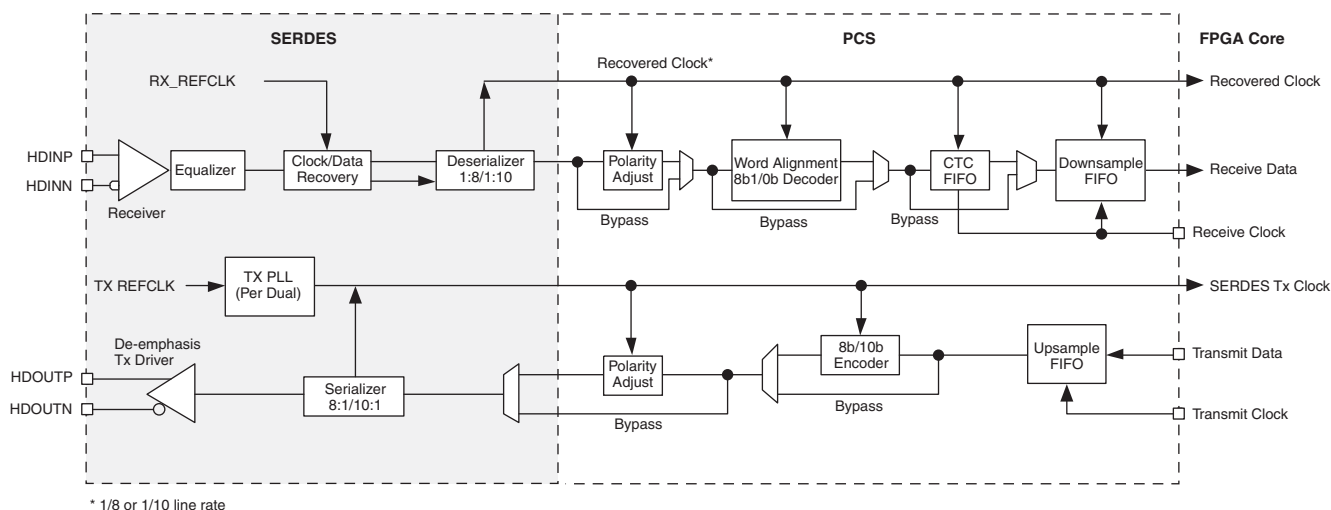 SERDES
PCS
FPGA Core
RX_REFCLK
Recovered Clock*
Recovered Clock
HDINP
HDINN
Receiver
Equalizer
Clock/Data
Recovery
Deserializer
1:8/1:10
Polarity
Adjust
Bypass
Word Alignment
8b1/0b Decoder
Bypass
CTC
FIFO
Bypass
Downsample
FIFO
Receive Data
Receive Clock
TX REFCLK
TX PLL
(Per Dual)
SERDES Tx Clock
De-emphasis
Tx Driver
HDOUTP
HDOUTN
Serializer
8:1/10:1
Polarity
Adjust
Bypass
8b/10b
Encoder
Bypass
Upsample
FIFO
Transmit Data
Transmit Clock
* 1/8 or 1/10 line rate